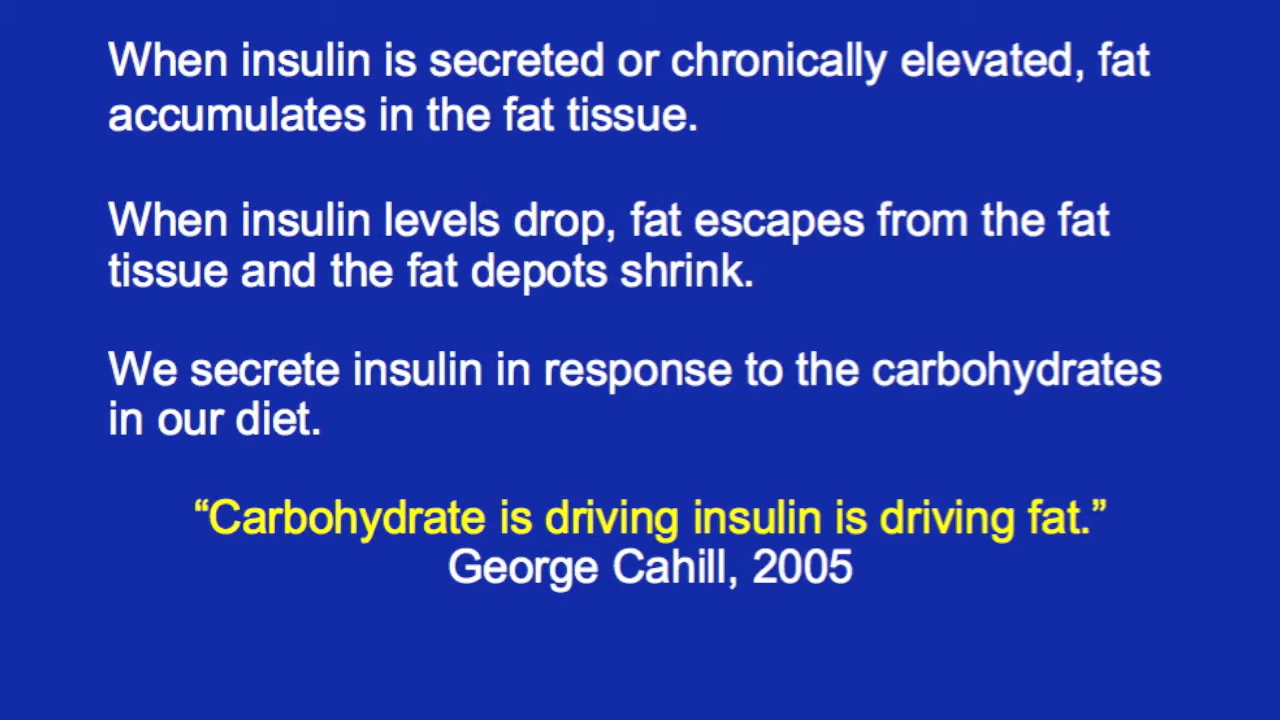 When insulin is secreted or chronically elevated, fat
accumulates in the fat tissue.
When insulin levels drop, fat escapes from the fat
tissue and the fat depots shrink.
We secrete insulin in response to the carbohydrates
in our diet.
“Carbohydrate is driving insulin is driving fat.”
George Cahill, 2005